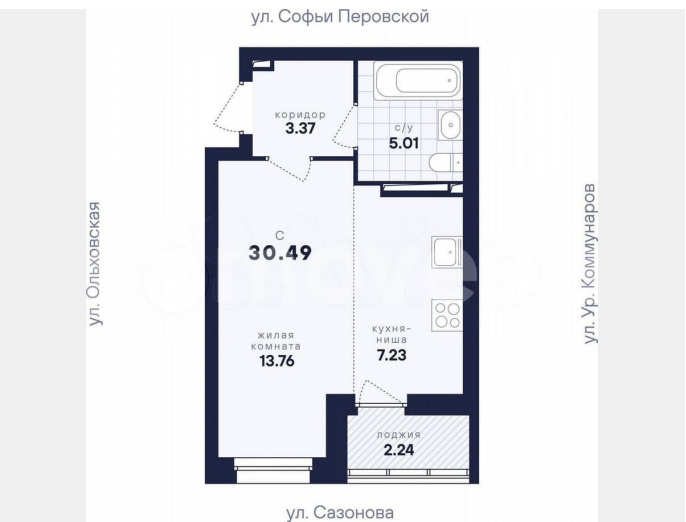 ул. Софьи Перовской
коридор
3.37
с/у
5.01
ул. Ольховская
ул. Ур. Коммунаров
С
30.49
жилая
комната
13.76
кухня-
ниша
7.23
лоджия
2.24
ул. Сазонова